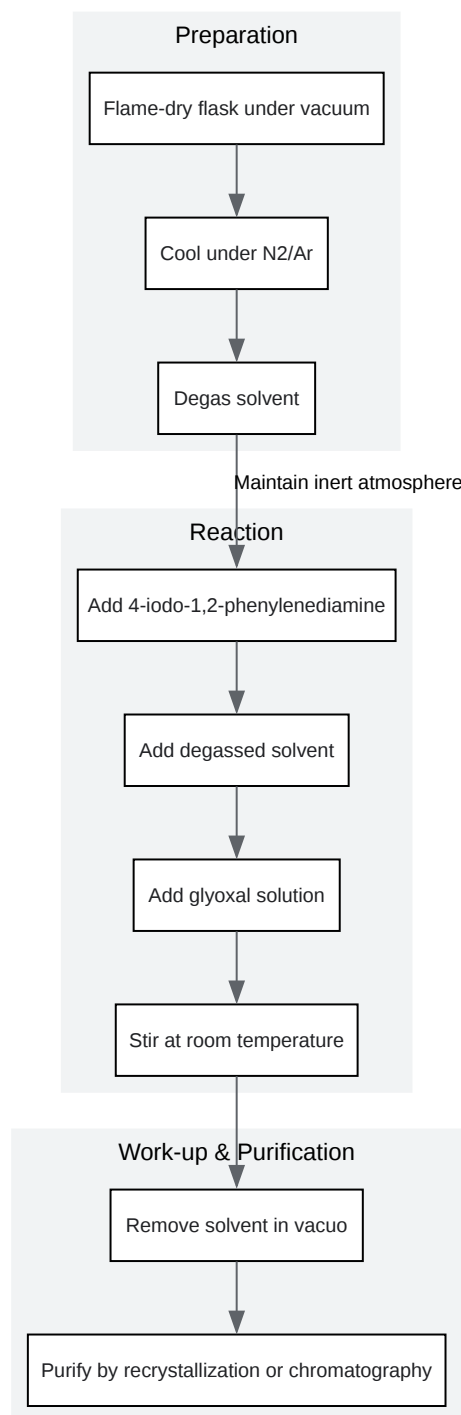 Preparation
Flame-dry flask under vacuum
Cool under N2/Ar
Degas solvent
Maintain inert atmosphere
Reaction
Add 4-iodo-1,2-phenylenediamine
Add degassed solvent
Add glyoxal solution
Stir at room temperature
Work-up & Purification
Remove solvent in vacuo
Purify by recrystallization or chromatography